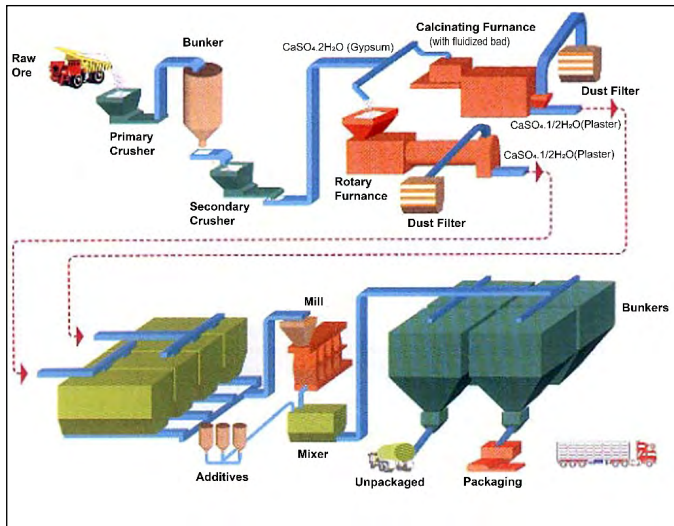 Raw
Ore
Bunker
CaSO₄.2H₂O (Gypsum)
Calcinating Furnance
(with fluidized bad)
Dust Filter
Primary
Crusher
CaSO₄.1/2H₂O(Plaster)
CaSO₄.1/2H₂O(Plaster)
Rotary
Furnance
Secondary
Crusher
Dust Filter
Mill
Bunkers
Mixer
Additives
Unpackaged
Packaging